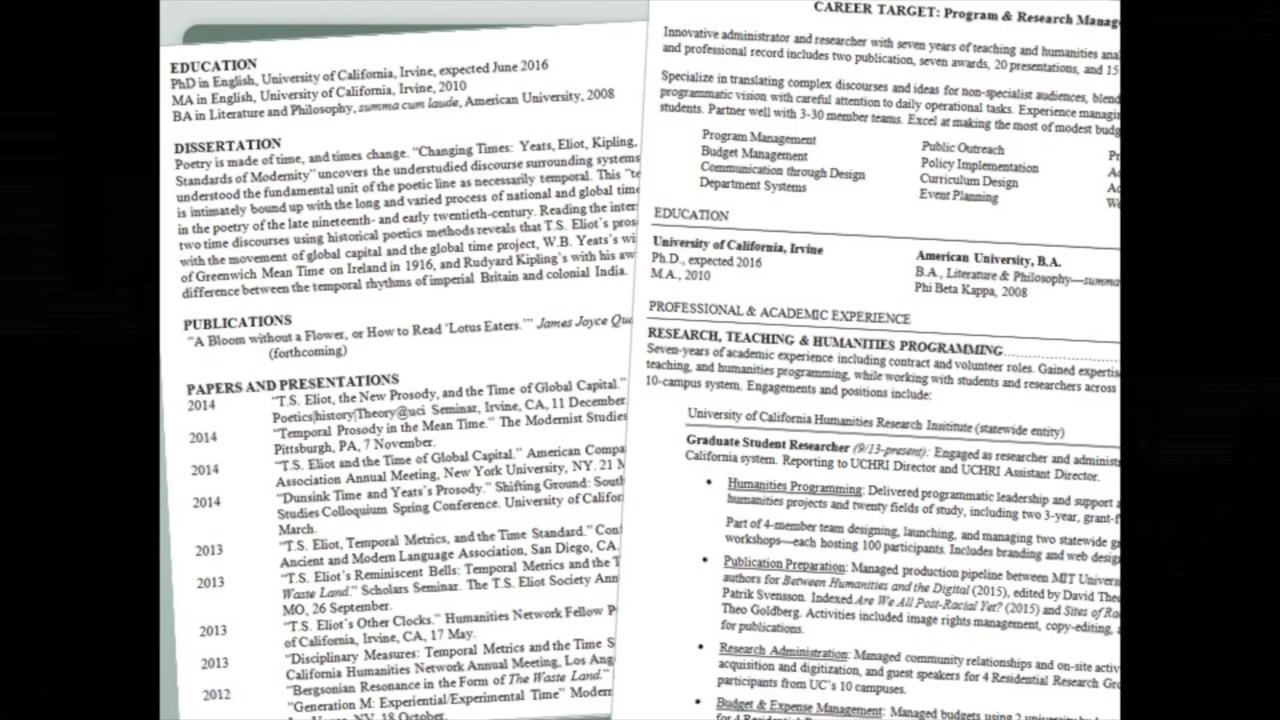 EDUCATION
PhD in English, University of California, Irvine, expected June 2016
MA in English, University of California, Irvine, 2010
BA in Literature and Philosophy, summa cum laude, American University, 2008
DISSERTATION
Poetry is made of time, and times change. “Changing Times: Yeats, Eliot, Kipling,
Standards of Modernity” uncovers the understudied discourse surrounding systems
understood the fundamental unit of the poetic line as necessarily temporal. This “te
is intimately bound up with the long and varied process of national and global time
in the poetry of the late nineteenth- and early twentieth-century. Reading the inter
two time discourses using historical poetics methods reveals that T.S. Eliot’s pros
with the movement of global capital and the global time project, W.B. Yeats’s wi
of Greenwich Mean Time on Ireland in 1916, and Rudyard Kipling’s with his aw
difference between the temporal rhythms of imperial Britain and colonial India.
PUBLICATIONS
“A Bloom without a Flower, or How to Read ‘Lotus Eaters.’” James Joyce Qua
(forthcoming)
PAPERS AND PRESENTATIONS
2014 “T.S. Eliot, the New Prosody, and the Time of Global Capital.”
Poetics|history|Theory@uci Seminar, Irvine, CA, 11 December.
2014 “Temporal Prosody in the Mean Time.” The Modernist Studies
Pittsburgh, PA, 7 November.
2014 “T.S. Eliot and the Time of Global Capital.” American Compa
Association Annual Meeting, New York University, NY. 21 M
2014 “Dunsink Time and Yeats’s Prosody.” Shifting Ground: Sout
Studies Colloquium Spring Conference. University of Califor
March.
2013 “T.S. Eliot, Temporal Metrics, and the Time Standard.” Con
Ancient and Modern Language Association, San Diego, CA
2013 “T.S. Eliot’s Reminiscent Bells: Temporal Metrics and the T
Waste Land.” Scholars Seminar. The T.S. Eliot Society Ann
MO, 26 September.
2013 “T.S. Eliot’s Other Clocks.” Humanities Network Fellow P
of California, Irvine, CA, 17 May.
2013 “Disciplinary Measures: Temporal Metrics and the Time S
California Humanities Network Annual Meeting, Los Ang
2012 “Bergsonian Resonance in the Form of The Waste Land.”
“Generation M: Experiential/Experimental Time” Modern
NY, 18 October.
CAREER TARGET: Program & Research Manag
Innovative administrator and researcher with seven years of teaching and humanities anal
and professional record includes two publication, seven awards, 20 presentations, and 15
Specialize in translating complex discourses and ideas for non-specialist audiences, blend
programmatic vision with careful attention to daily operational tasks. Experience managin
students. Partner well with 3-30 member teams. Excel at making the most of modest budg
Program Management Public Outreach Pr
Budget Management Policy Implementation Ac
Communication through Design Curriculum Design Ad
Department Systems Event Planning We
EDUCATION
University of California, Irvine American University, B.A.
Ph.D., expected 2016 B.A., Literature & Philosophy—summa
M.A., 2010 Phi Beta Kappa, 2008
PROFESSIONAL & ACADEMIC EXPERIENCE
RESEARCH, TEACHING & HUMANITIES PROGRAMMING
Seven-years of academic experience including contract and volunteer roles. Gained expertis
teaching, and humanities programming, while working with students and researchers across
10-campus system. Engagements and positions include:
University of California Humanities Research Insititute (statewide entity)
Graduate Student Researcher (9/13-present): Engaged as researcher and administ
California system. Reporting to UCHRI Director and UCHRI Assistant Director.
• Humanities Programming: Delivered programmatic leadership and support a
humanities projects and twenty fields of study, including two 3-year, grant-f
Part of 4-member team designing, launching, and managing two statewide gr
workshops—each hosting 100 participants. Includes branding and web desig
• Publication Preparation: Managed production pipeline between MIT Univers
authors for Between Humanities and the Digital (2015), edited by David Theo
Patrik Svensson. Indexed Are We All Post-Racial Yet? (2015) and Sites of Ra
Theo Goldberg. Activities included image rights management, copy-editing,
for publications.
• Research Administration: Managed community relationships and on-site activ
acquisition and digitization, and guest speakers for 4 Residential Research Gro
participants from UC’s 10 campuses.
• Budget & Expense Management: Managed budgets using 2 university
for 4 Residential